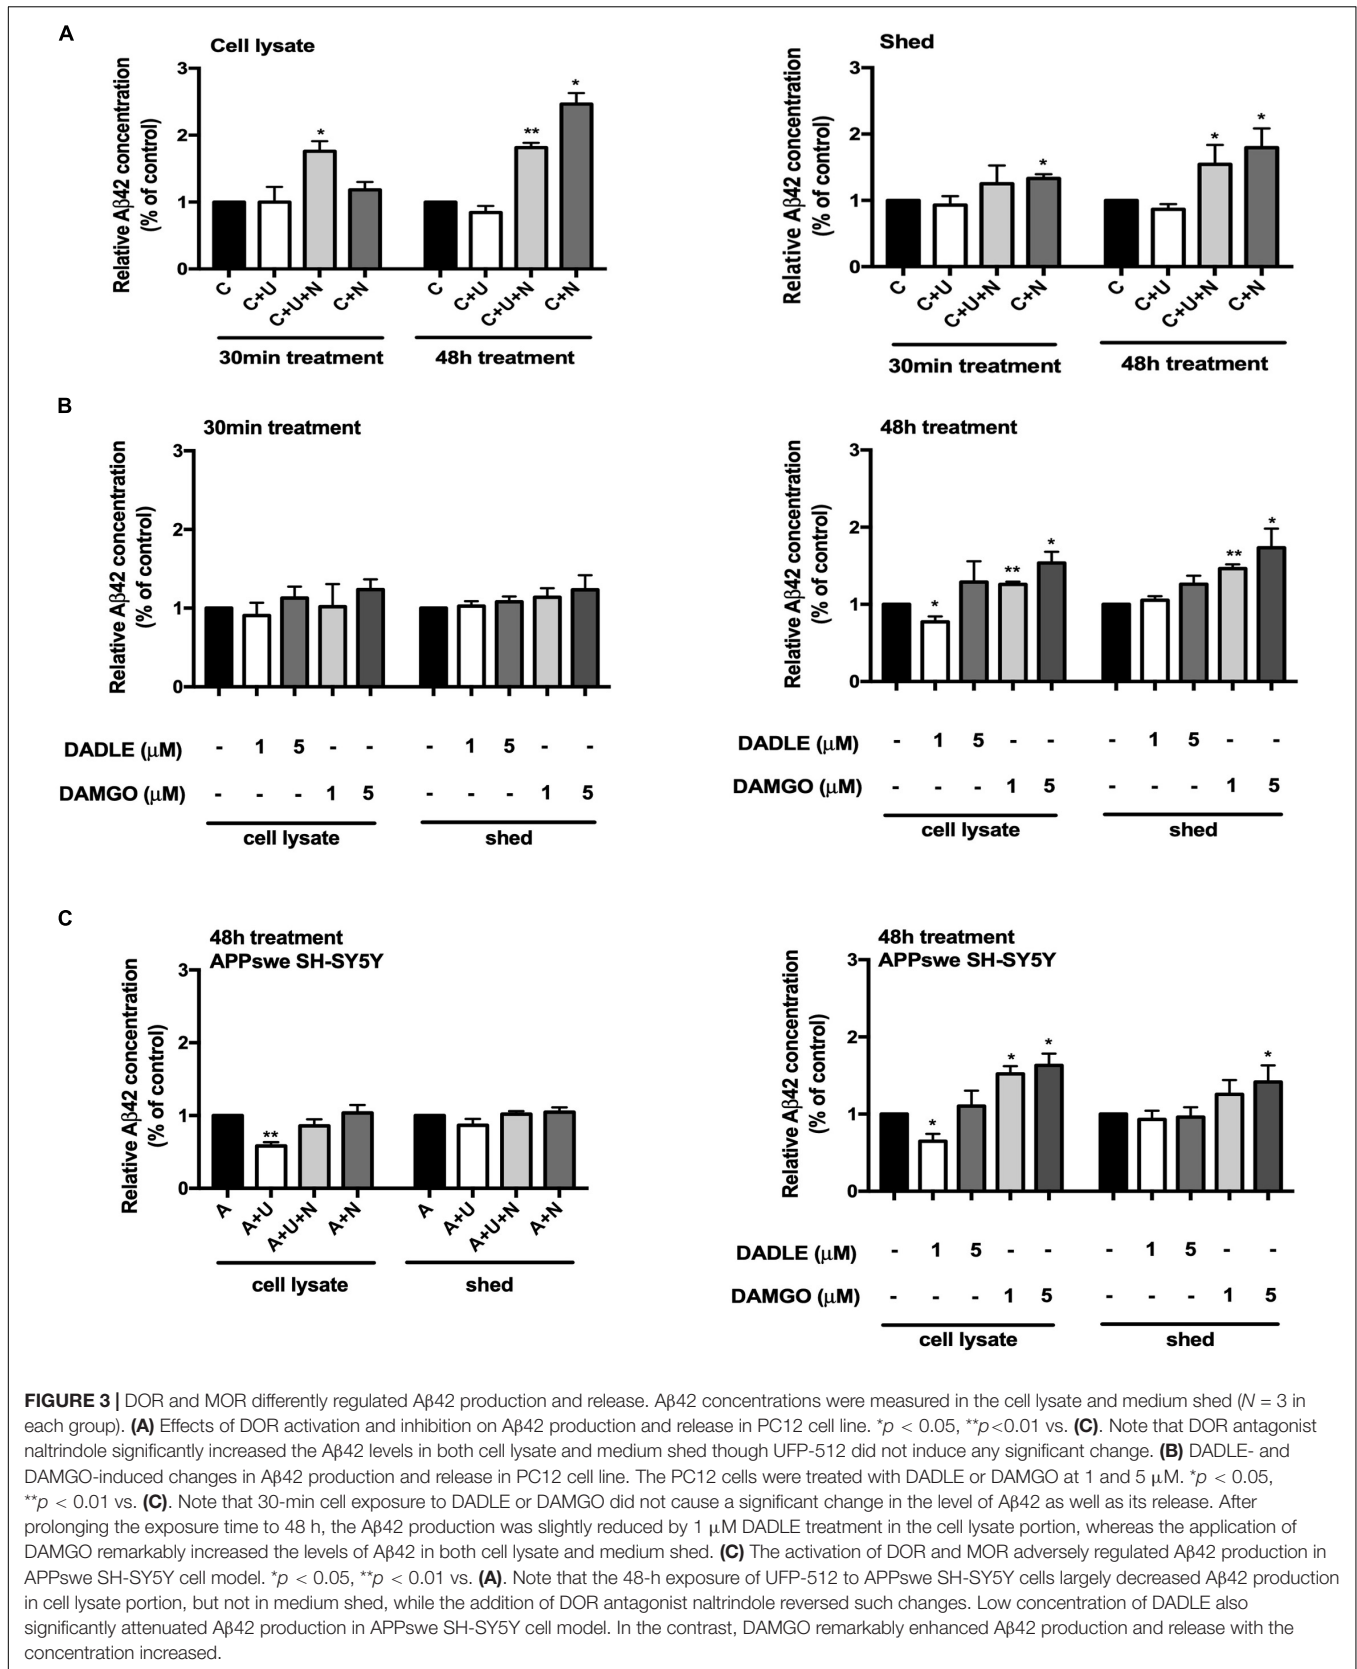 A
Cell lysate
Relative Aβ42 concentration
(% of control)
3
2
1
0
*
**
*
C
C+U
C+U+N
C+N
C
C+U
C+U+N
C+N
30min treatment
48h treatment
Shed
Relative Aβ42 concentration
(% of control)
3
2
1
0
*
*
*
C
C+U
C+U+N
C+N
C
C+U
C+U+N
C+N
30min treatment
48h treatment
B
30min treatment
Relative Aβ42 concentration
(% of control)
3
2
1
0
DADLE (μM) - 1 5 - - - 1 5 - -
DAMGO (μM) - - - 1 5 - - - 1 5
cell lysate
shed
48h treatment
Relative Aβ42 concentration
(% of control)
3
2
1
0
* ** * ** *
DADLE (μM) - 1 5 - - - 1 5 - -
DAMGO (μM) - - - 1 5 - - - 1 5
cell lysate
shed
C
48h treatment
APPswe SH-SY5Y
Relative Aβ42 concentration
(% of control)
3
2
1
0
**
A
A+U
A+U+N
A+N
A
A+U
A+U+N
A+N
cell lysate
shed
48h treatment
APPswe SH-SY5Y
Relative Aβ42 concentration
(% of control)
3
2
1
0
* * * *
DADLE (μM) - 1 5 - - - 1 5 - -
DAMGO (μM) - - - 1 5 - - - 1 5
cell lysate
shed
FIGURE 3 | DOR and MOR differently regulated Aβ42 production and release. Aβ42 concentrations were measured in the cell lysate and medium shed (N = 3 in
each group). (A) Effects of DOR activation and inhibition on Aβ42 production and release in PC12 cell line. *p < 0.05, **p<0.01 vs. (C). Note that DOR antagonist
naltrindole significantly increased the Aβ42 levels in both cell lysate and medium shed though UFP-512 did not induce any significant change. (B) DADLE- and
DAMGO-induced changes in Aβ42 production and release in PC12 cell line. The PC12 cells were treated with DADLE or DAMGO at 1 and 5 μM. *p < 0.05,
**p < 0.01 vs. (C). Note that 30-min cell exposure to DADLE or DAMGO did not cause a significant change in the level of Aβ42 as well as its release. After
prolonging the exposure time to 48 h, the Aβ42 production was slightly reduced by 1 μM DADLE treatment in the cell lysate portion, whereas the application of
DAMGO remarkably increased the levels of Aβ42 in both cell lysate and medium shed. (C) The activation of DOR and MOR adversely regulated Aβ42 production in
APPswe SH-SY5Y cell model. *p < 0.05, **p < 0.01 vs. (A). Note that the 48-h exposure of UFP-512 to APPswe SH-SY5Y cells largely decreased Aβ42 production
in cell lysate portion, but not in medium shed, while the addition of DOR antagonist naltrindole reversed such changes. Low concentration of DADLE also
significantly attenuated Aβ42 production in APPswe SH-SY5Y cell model. In the contrast, DAMGO remarkably enhanced Aβ42 production and release with the
concentration increased.